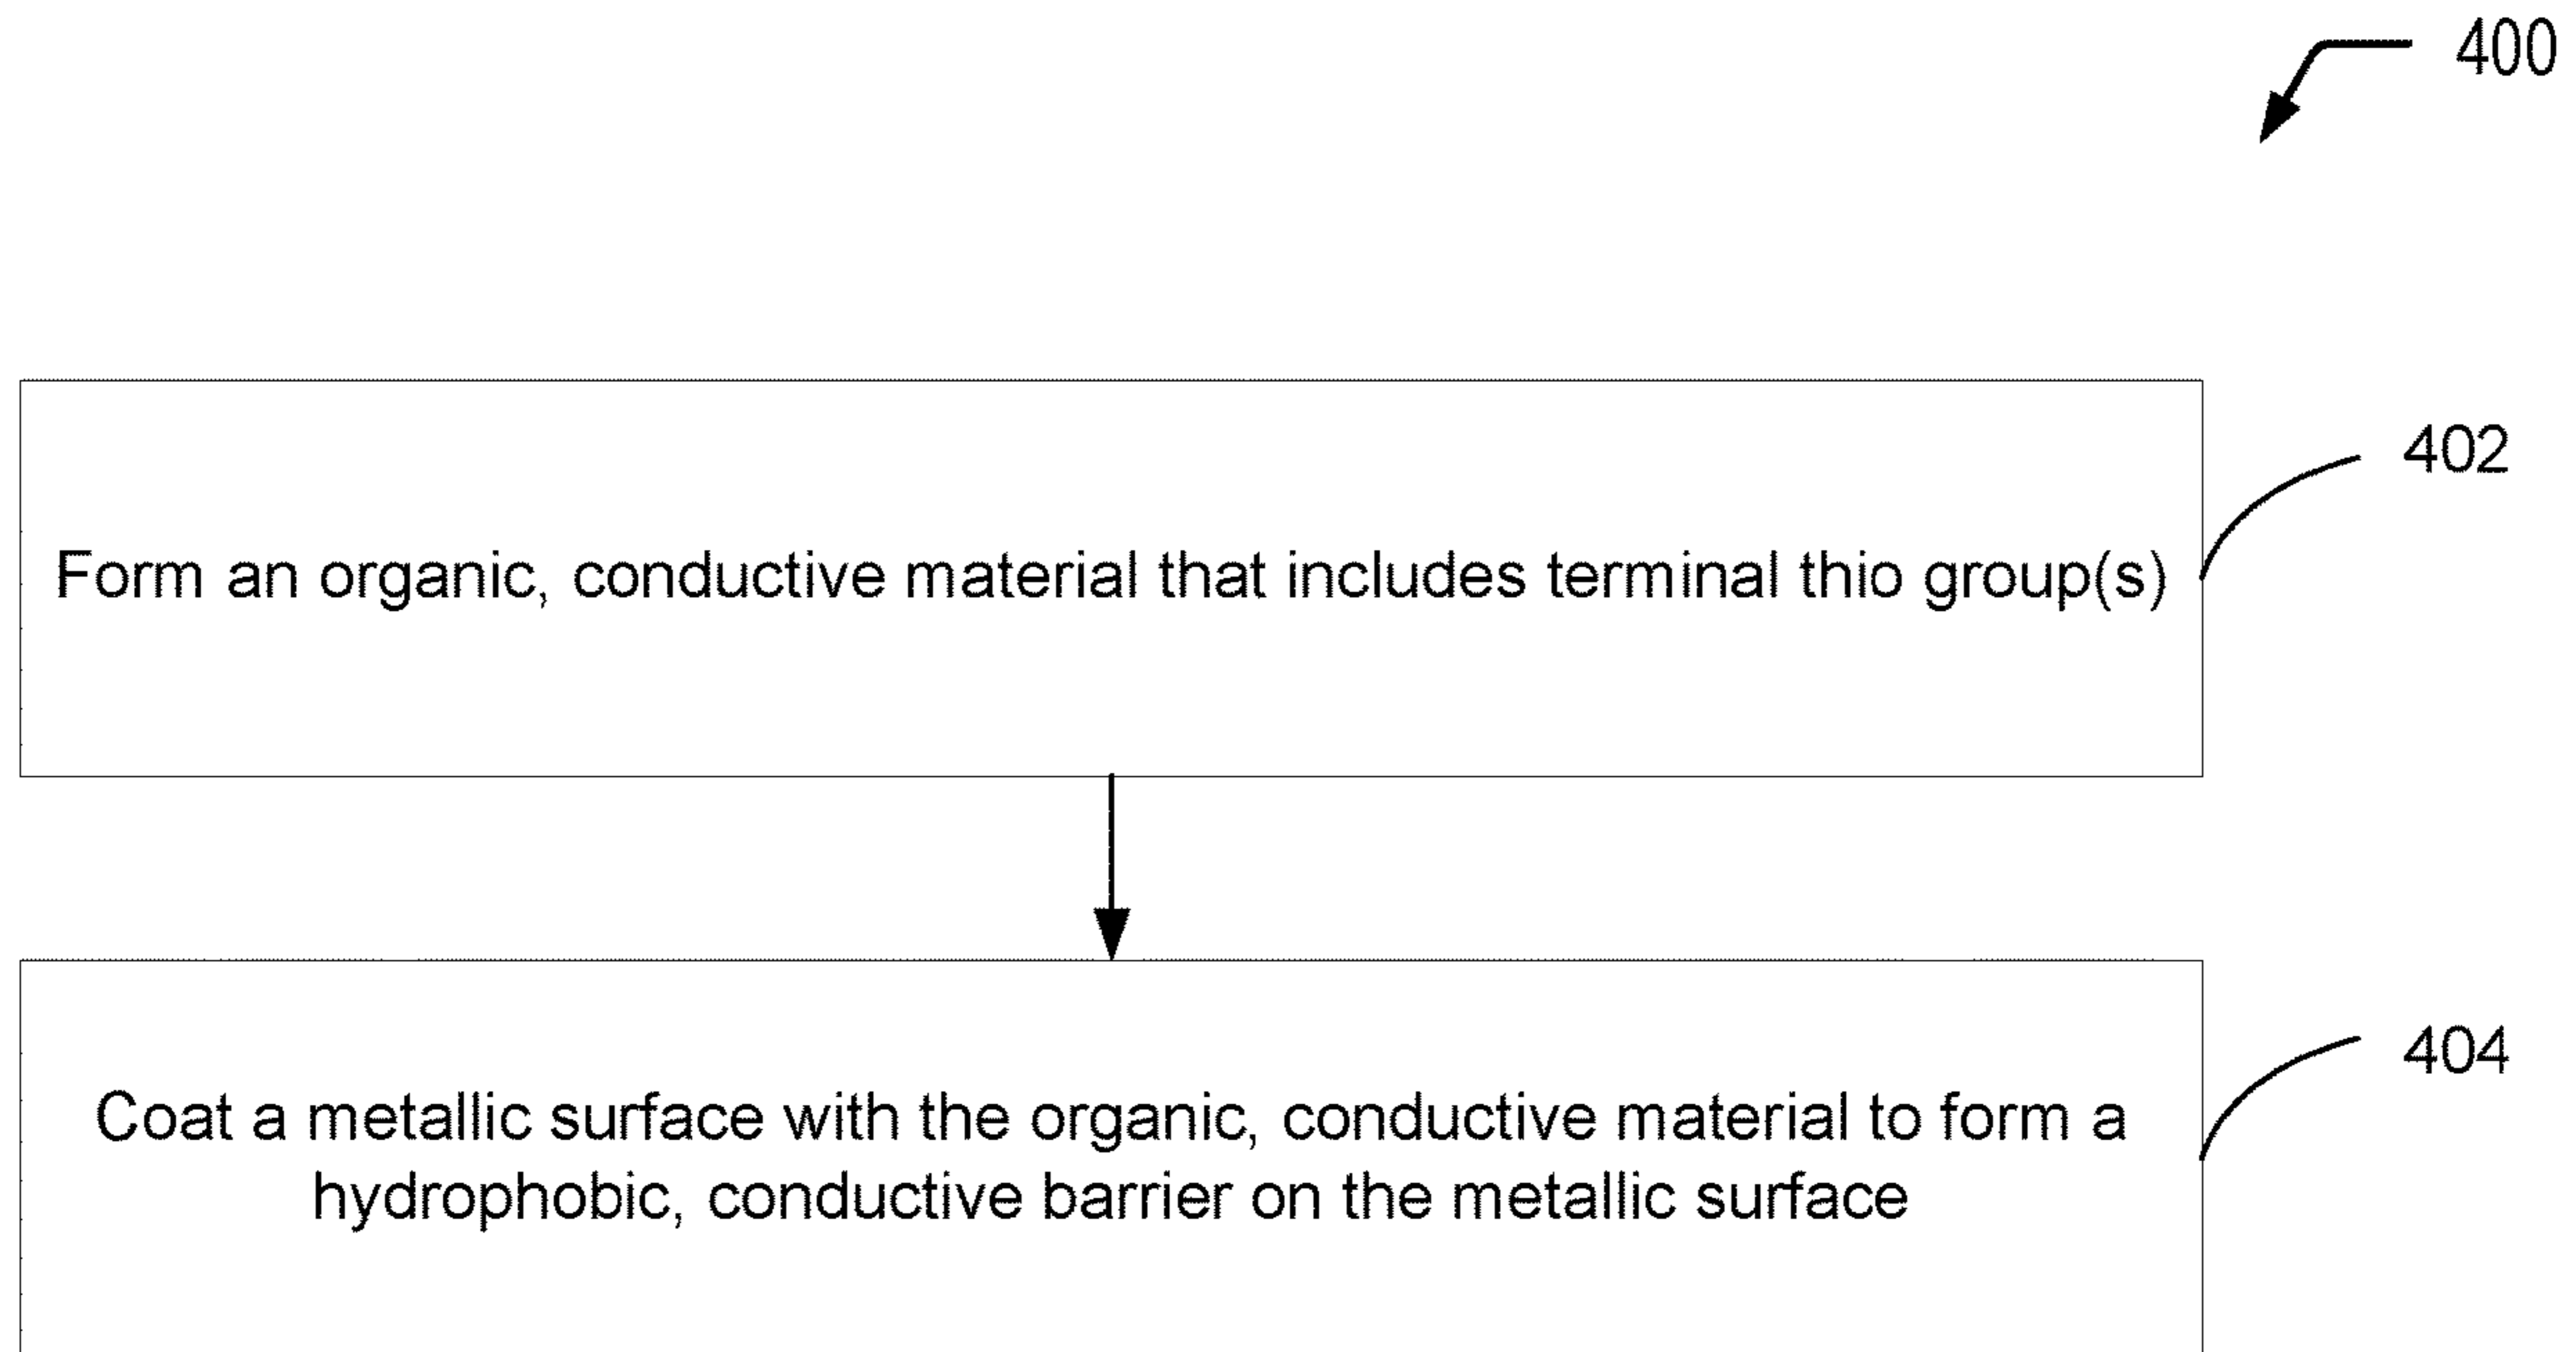 400
402
Form an organic, conductive material that includes terminal thio group(s)
404
Coat a metallic surface with the organic, conductive material to form a
hydrophobic, conductive barrier on the metallic surface